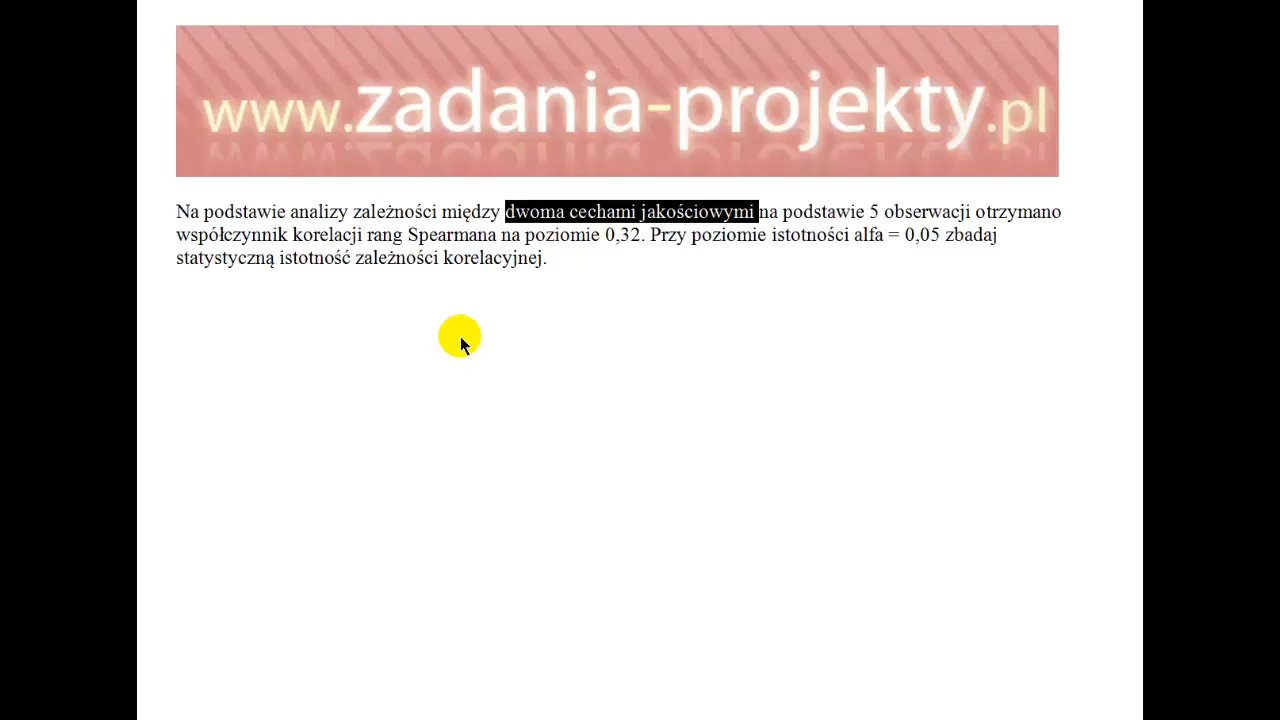 www.zadania-projekty.pl
Na podstawie analizy zależności między dwoma cechami jakościowymi na podstawie 5 obserwacji otrzymano
współczynnik korelacji rang Spearmana na poziomie 0,32. Przy poziomie istotności alfa = 0,05 zbadaj
statystyczną istotność zależności korelacyjnej.